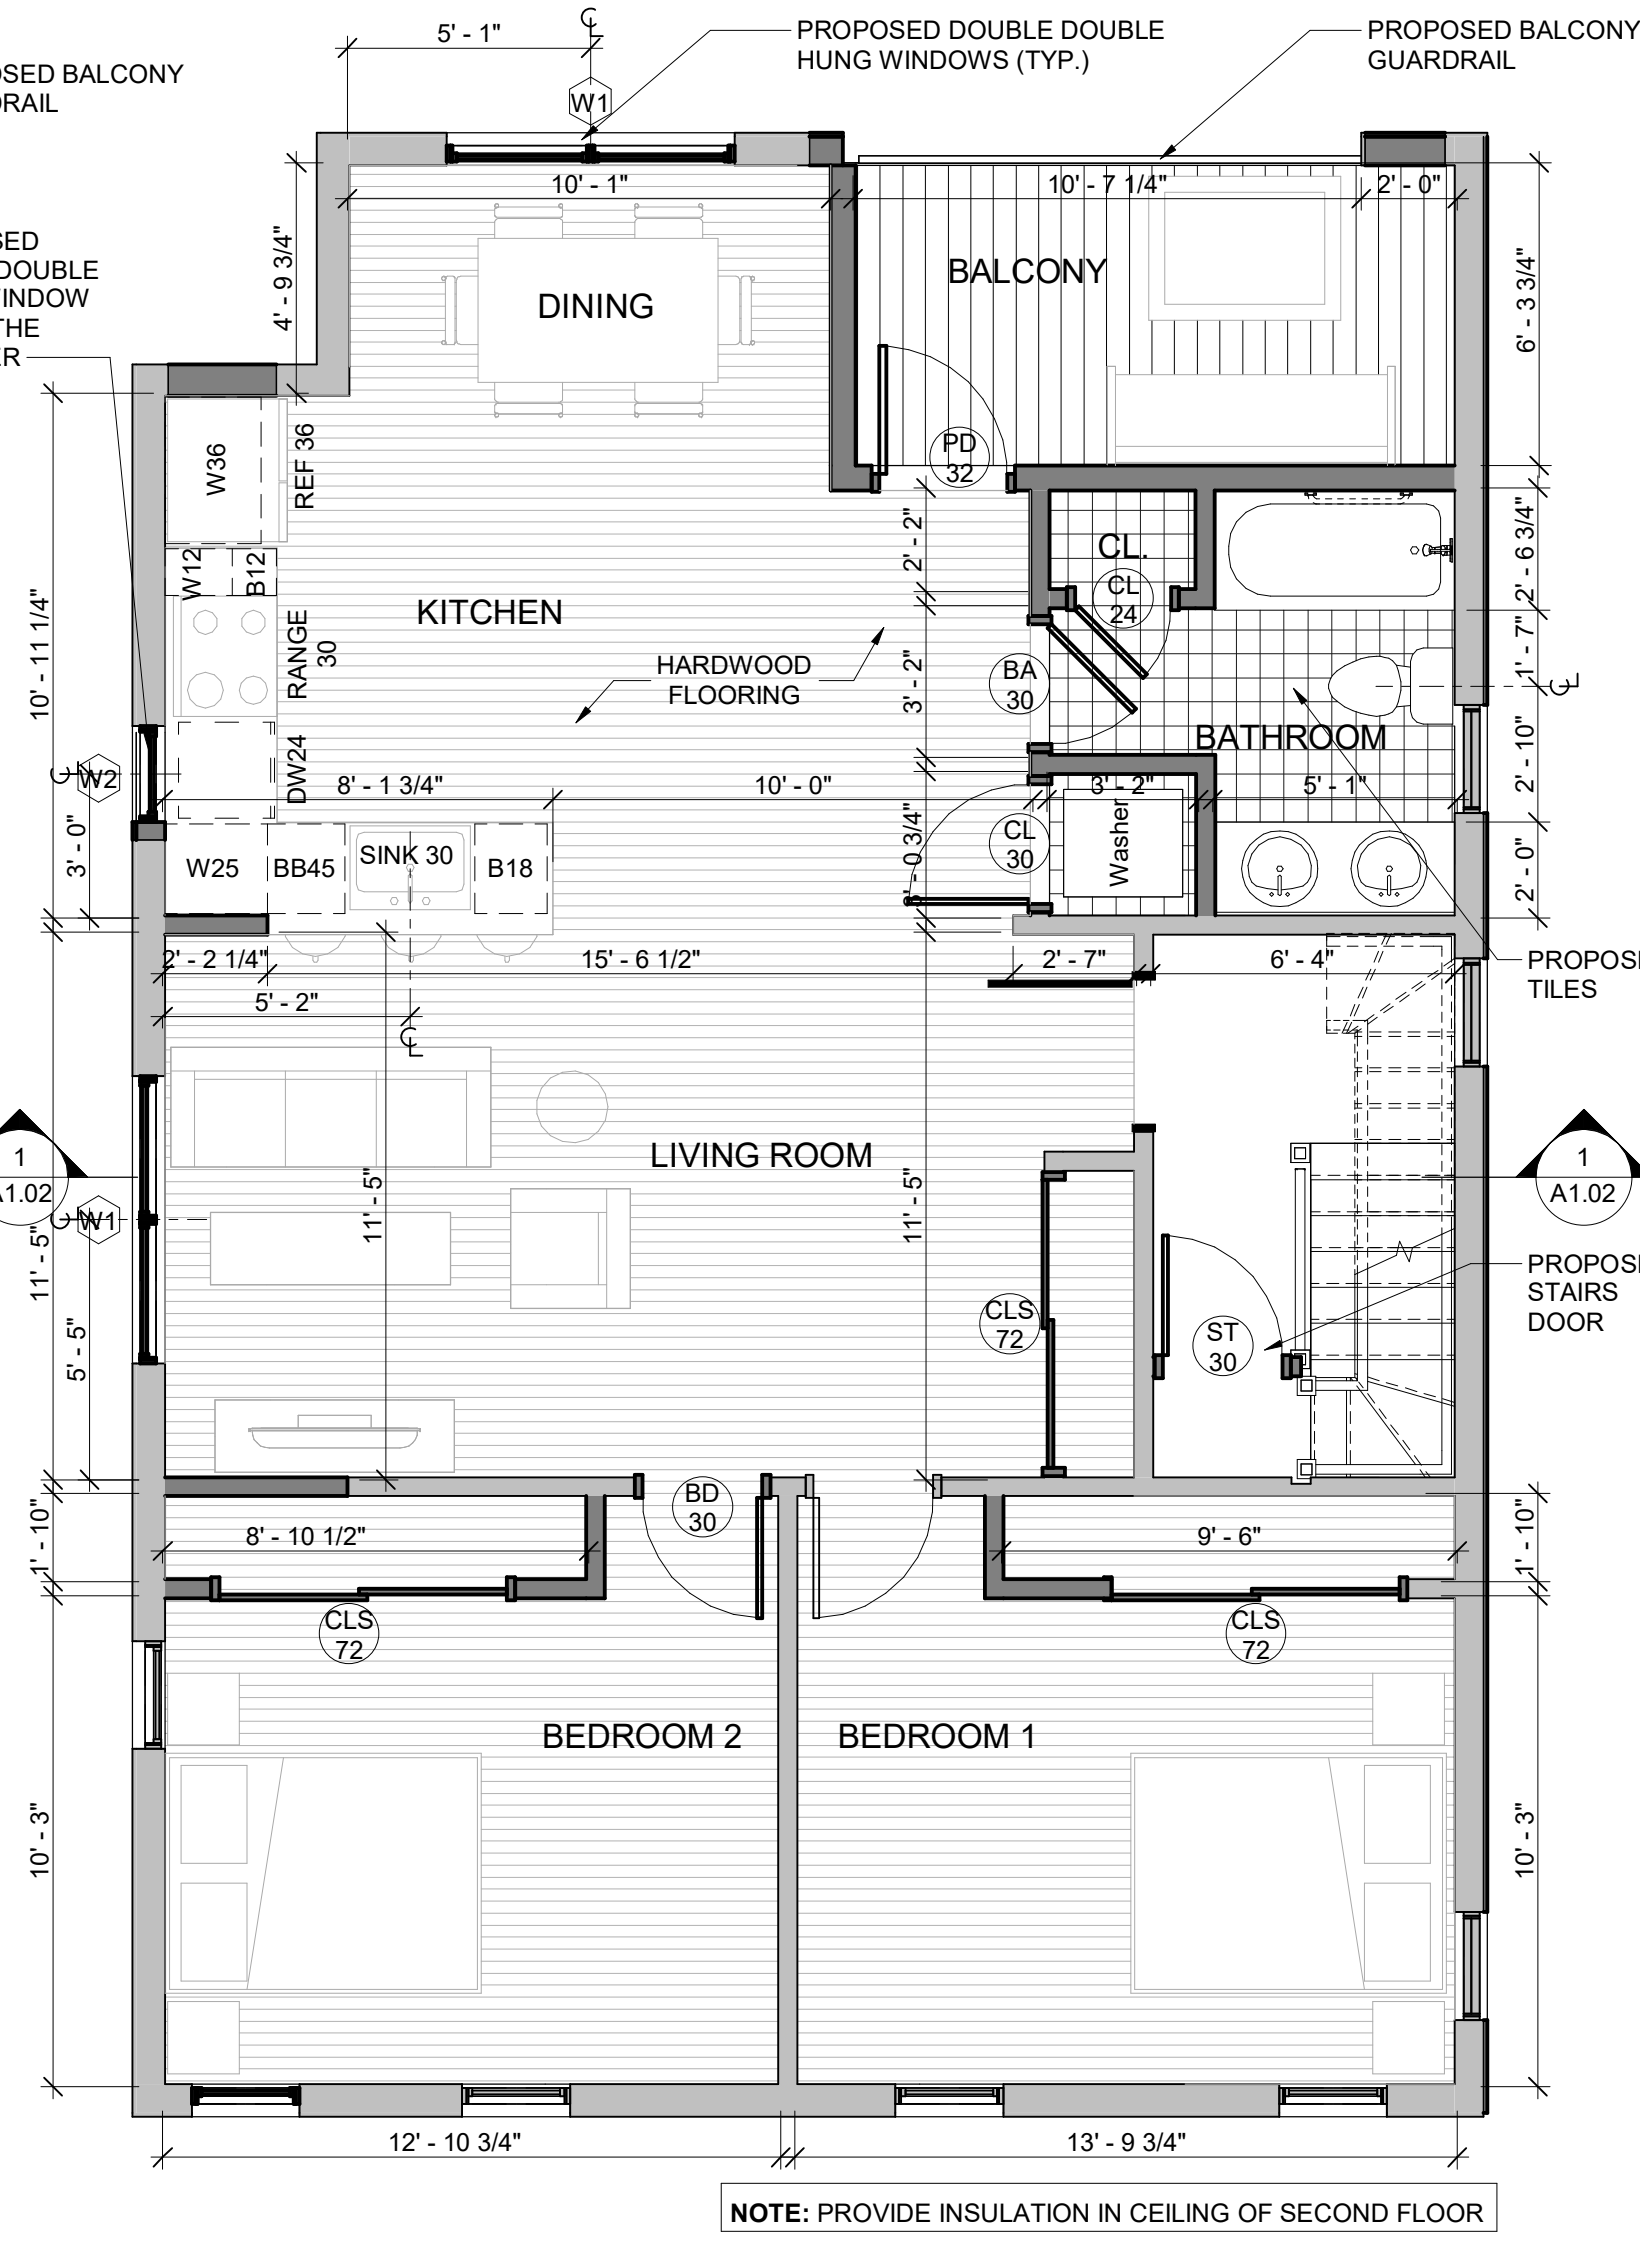 5' - 1"
PROPOSED DOUBLE DOUBLE
HUNG WINDOWS (TYP.)
PROPOSED BALCONY
GUARDRAIL
BALCONY
W1
10' - 1"
10' - 7 1/4"
2' - 0"
4' - 9 3/4"
DOUBLE
THE
6' - 3 3/4"
BALCONY
DINING
PD
32
W36
REF 36
W12
B12
2' - 2"
CL.
CL
24
2' - 6 3/4"
10' - 11 1/4"
KITCHEN
RANGE
30
HARDWOOD
FLOORING
3' - 2"
BA
30
1' - 7"
BATHROOM
2' - 10"
W2
DW24
8' - 1 3/4"
10' - 0"
3' - 2"
5' - 1"
3' - 0"
W25
BB45
SINK 30
B18
CL
30
Washer
2' - 0"
2' - 2 1/4"
15' - 6 1/2"
2' - 7"
6' - 4"
TILES
5' - 2"
LIVING ROOM
1
A1.02
W1
11' - 5"
11' - 5"
11' - 5"
1
A1.02
5' - 5"
CLS
72
ST
30
STAIRS
DOOR
BD
30
1' - 10"
8' - 10 1/2"
9' - 6"
1' - 10"
CLS
72
CLS
72
BEDROOM 2
BEDROOM 1
10' - 3"
10' - 3"
12' - 10 3/4"
13' - 9 3/4"
NOTE: PROVIDE INSULATION IN CEILING OF SECOND FLOOR